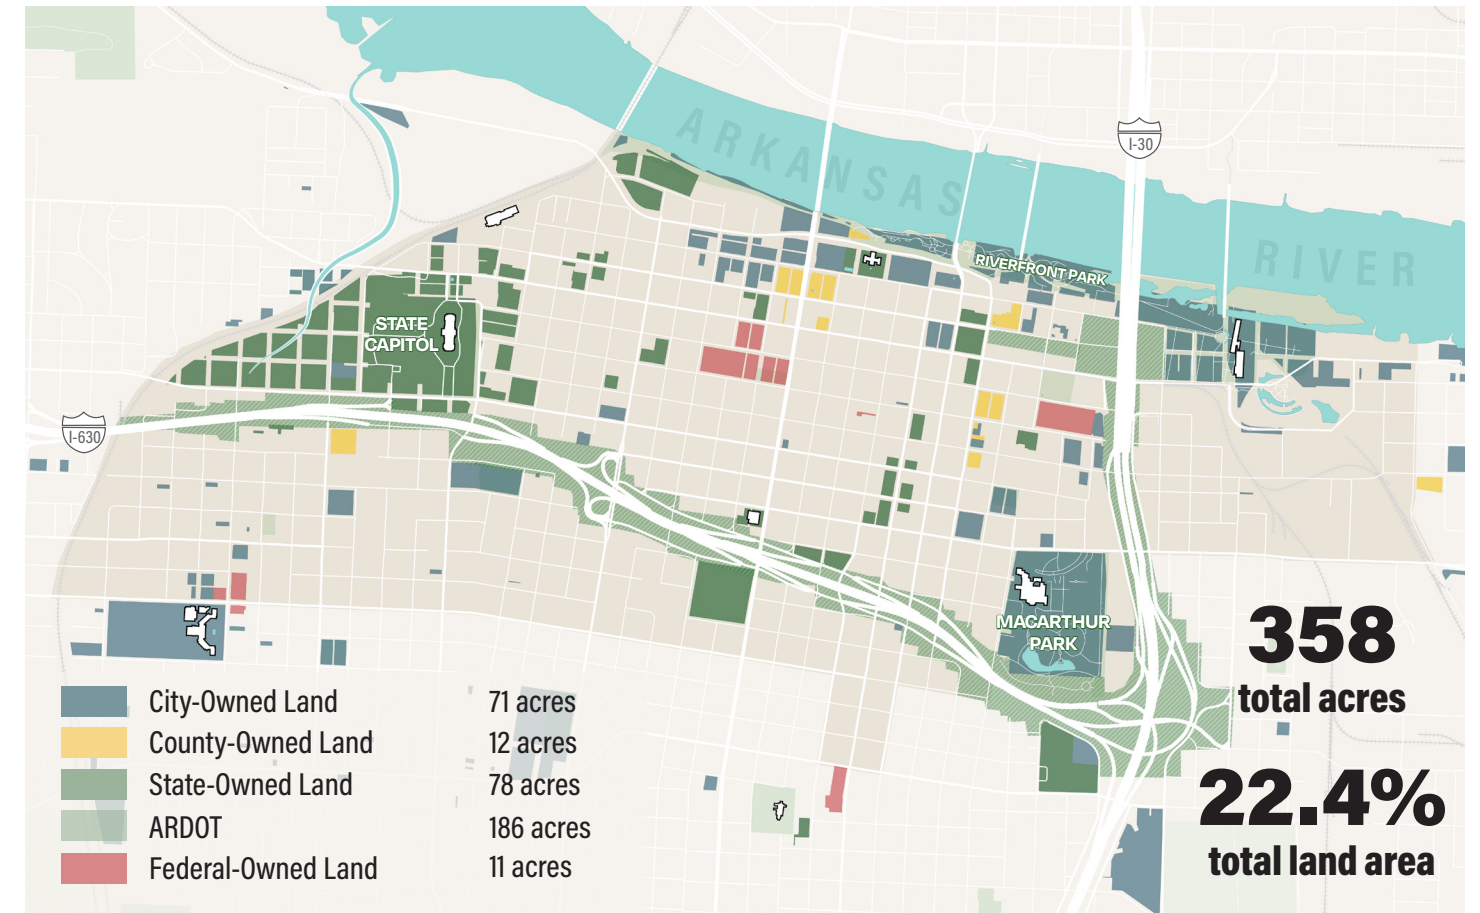 ARKANSAS
I-30
RIVER
RIVERFRONT PARK
STATE
CAPITOL
I-630
MACARTHUR
PARK
358
total acres
22.4%
total land area
City-Owned Land 71 acres
County-Owned Land 12 acres
State-Owned Land 78 acres
ARDOT 186 acres
Federal-Owned Land 11 acres